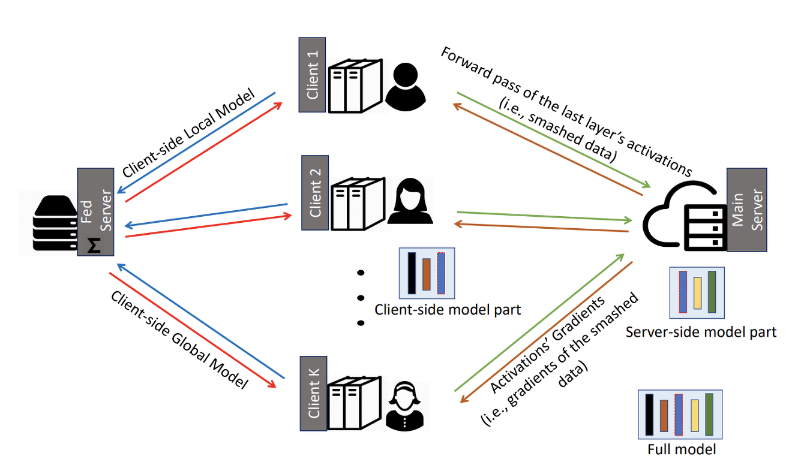 Client 1
Forward pass of the last layer's activations
(i.e., smashed data)
Client-side Local Model
Fed
Server
Σ
Client 2
Main
Server
Client-side model part
Server-side model part
Client-side Global Model
Activations' Gradients
(i.e., gradients of the smashed
data)
Client K
Full model